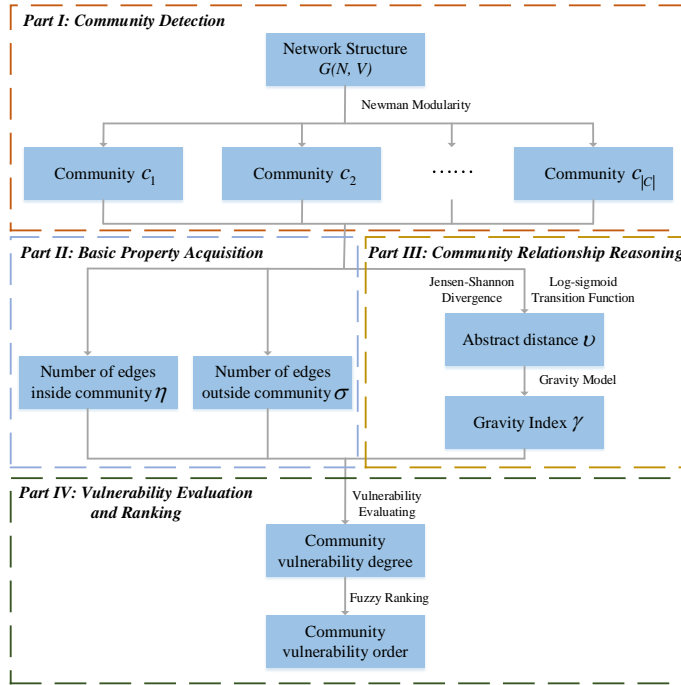 Part I: Community Detection
Network Structure
G(N, V)
Newman Modularity
Community c1
Community c2
······
Community c|C|
Part II: Basic Property Acquisition
Part III: Community Relationship Reasoning
Jensen-Shannon
Divergence
Log-sigmoid
Transition Function
Abstract distance υ
Number of edges
inside community η
Number of edges
outside community σ
Gravity Model
Gravity Index γ
Part IV: Vulnerability Evaluation
and Ranking
Vulnerability
Evaluating
Community
vulnerability degree
Fuzzy Ranking
Community
vulnerability order